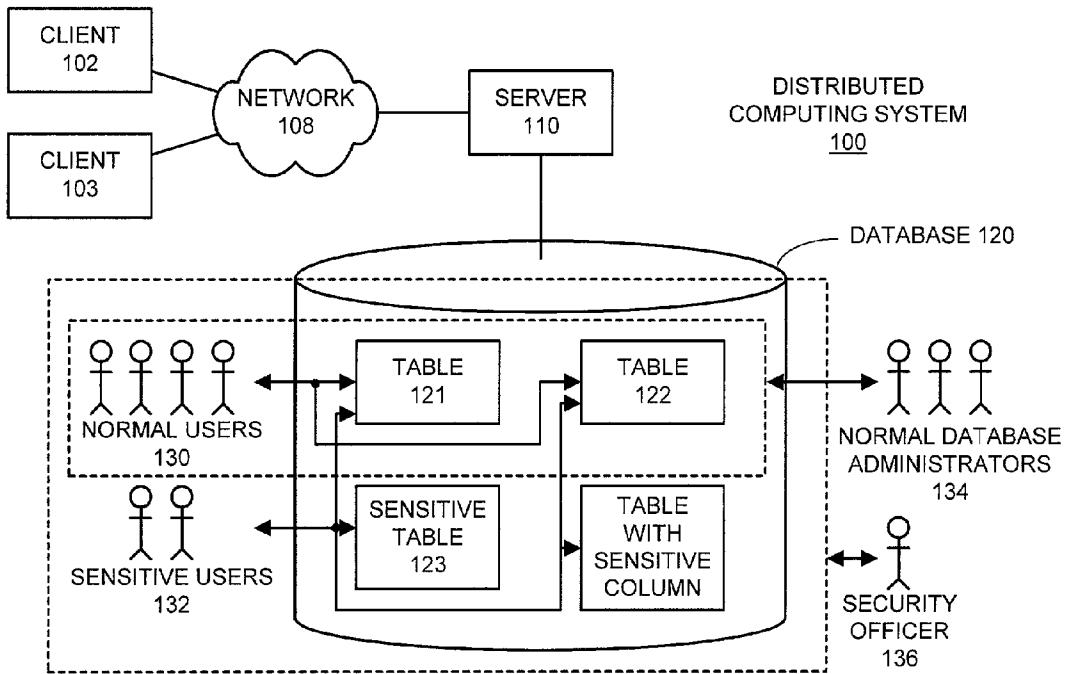 CLIENT
102
CLIENT
103
NETWORK
108
SERVER
110
DISTRIBUTED
COMPUTING SYSTEM
100
DATABASE 120
NORMAL USERS
130
TABLE
121
TABLE
122
NORMAL DATABASE
ADMINISTRATORS
134
SENSITIVE USERS
132
SENSITIVE
TABLE
123
TABLE
WITH
SENSITIVE
COLUMN
SECURITY
OFFICER
136